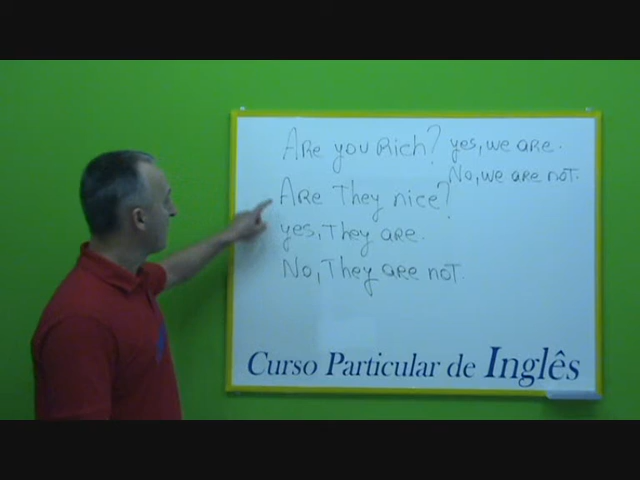 Are you Rich? yes, we are.
No, we are not.
Are They nice?
yes, They are.
No, They are not.
Curso Particular de Inglês